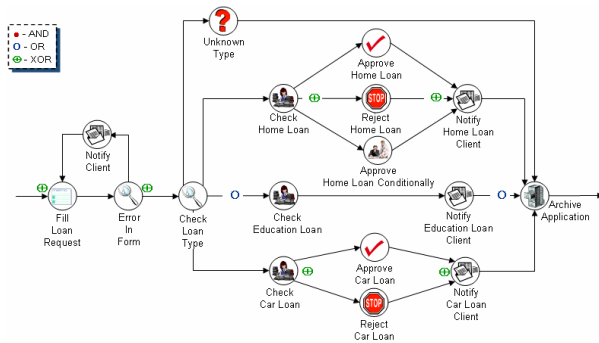 - AND
O - OR
- XOR
Unknown
Type
Approve
Home Loan
Check
Home Loan
STOP
Reject
Home Loan
Notify
Home Loan
Client
Approve
Home Loan Conditionally
Notify
Client
Fill
Loan
Request
Error
In
Form
Check
Loan
Type
O
Check
Education Loan
Notify
Education Loan
Client
O
Archive
Application
Check
Car Loan
Approve
Car Loan
STOP
Reject
Car Loan
Notify
Car Loan
Client